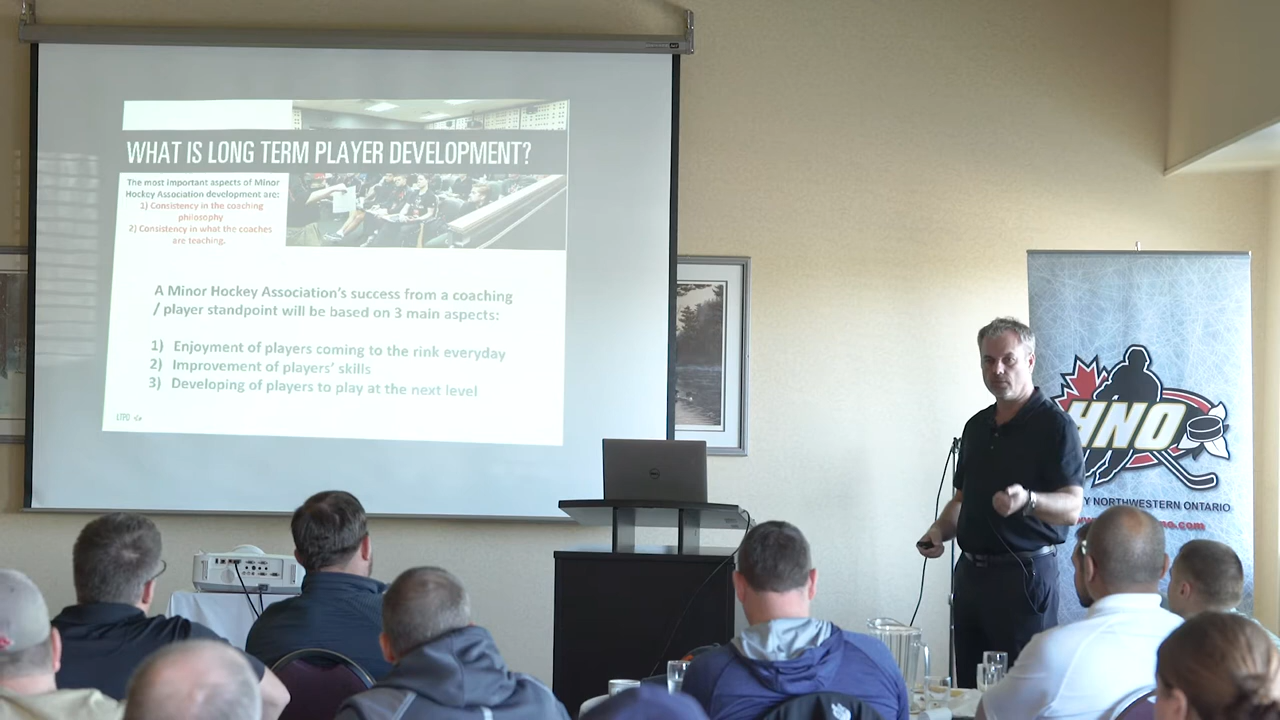 WHAT IS LONG TERM PLAYER DEVELOPMENT?
The most important aspects of Minor
Hockey Association development are:
1) Consistency in the coaching
philosophy
2) Consistency in what the coaches
are teaching.
A Minor Hockey Association's success from a coaching
/ player standpoint will be based on 3 main aspects:
1) Enjoyment of players coming to the rink everyday
2) Improvement of players' skills
3) Developing of players to play at the next level
LTPD
HNO
NORTHWESTERN ONTARIO